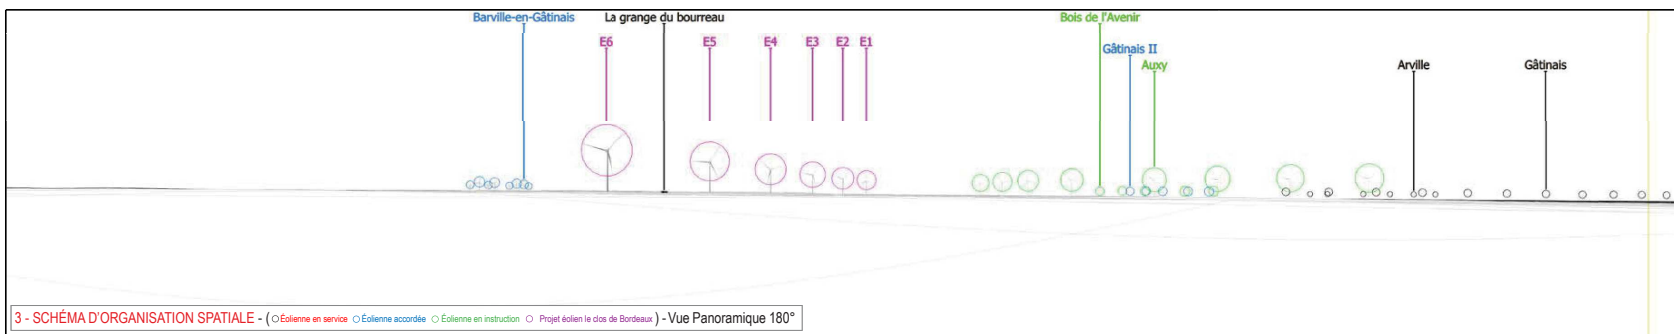 Barville-en-Gâtinais
La grange du bourreau
Bois de l'Avenir
E6
E5
E4
E3
E2
E1
Gâtinais II
Auxy
Arville
Gâtinais
3 - SCHÉMA D'ORGANISATION SPATIALE - ( Éolienne en service Éolienne accordée Éolienne en instruction Projet éolien le clos de Bordeaux ) - Vue Panoramique 180°